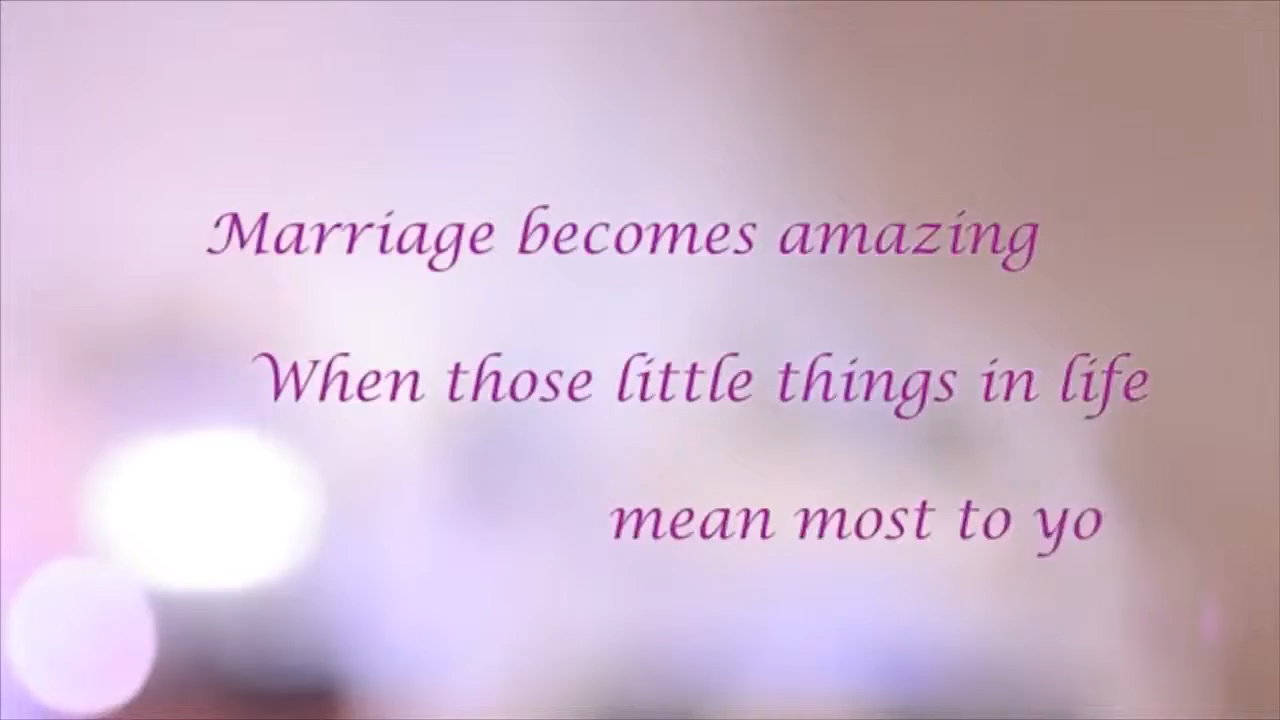 Marriage becomes amazing
When those little things in life
mean most to yo